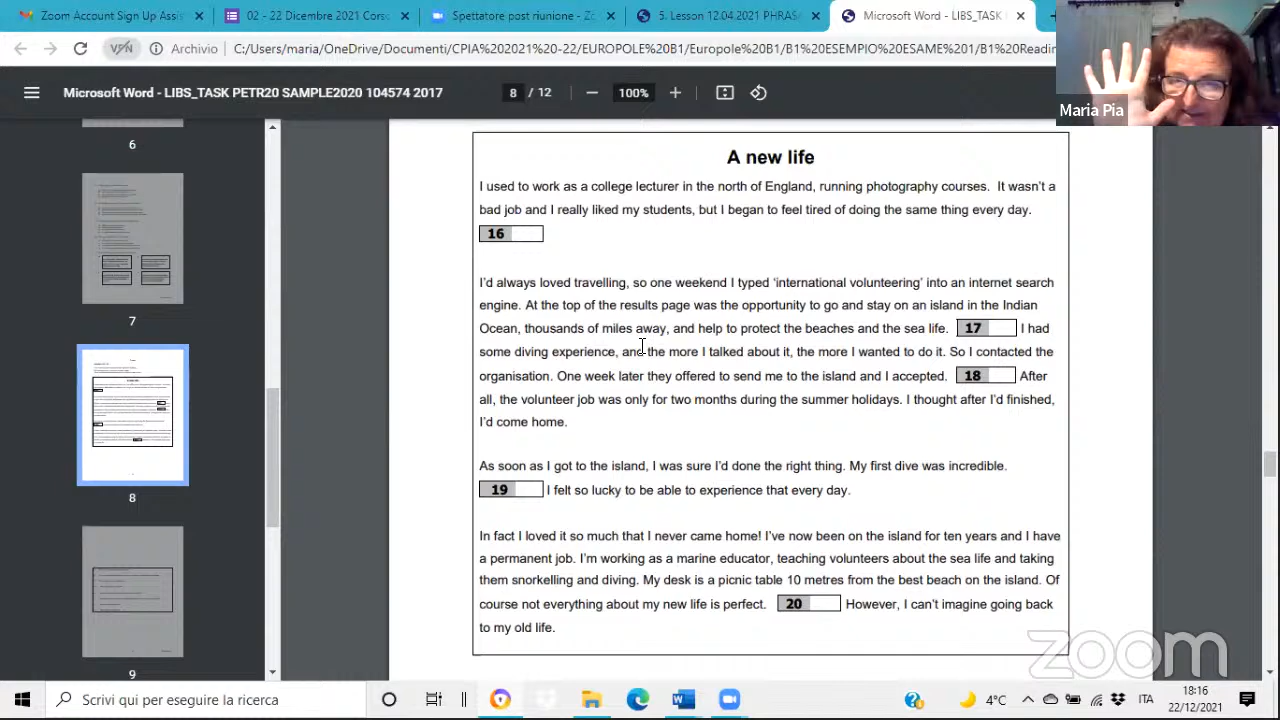 Zoom Account Sign Up Assis
02 - 22 Dicembre 2021 Corso
Spettatore post riunione - Zo
5. Lesson 12.04.2021 PHRASA
Microsoft Word - LIBS_TASK P
VPN
Archivio
C:/Users/maria/OneDrive/Documenti/CPIA%202021%20-22/EUROPOLE%20B1/Europole%20B1/B1%20ESEMPIO%20ESAME%201/B1%20Readin
Microsoft Word - LIBS_TASK PETR20 SAMPLE2020 104574 2017
8 / 12
100%
Maria Pia
6
7
8
9
A new life
I used to work as a college lecturer in the north of England, running photography courses. It wasn't a
bad job and I really liked my students, but I began to feel tired of doing the same thing every day.
16
I'd always loved travelling, so one weekend I typed 'international volunteering' into an internet search
engine. At the top of the results page was the opportunity to go and stay on an island in the Indian
Ocean, thousands of miles away, and help to protect the beaches and the sea life. 17 I had
some diving experience, and the more I talked about it, the more I wanted to do it. So I contacted the
organisation. One week later they offered to send me to the island and I accepted. 18 After
all, the volunteer job was only for two months during the summer holidays. I thought after I'd finished,
I'd come home.
As soon as I got to the island, I was sure I'd done the right thing. My first dive was incredible.
19 I felt so lucky to be able to experience that every day.
In fact I loved it so much that I never came home! I've now been on the island for ten years and I have
a permanent job. I'm working as a marine educator, teaching volunteers about the sea life and taking
them snorkelling and diving. My desk is a picnic table 10 metres from the best beach on the island. Of
course not everything about my new life is perfect. 20 However, I can't imagine going back
to my old life.
zoom
Scrivi qui per eseguire la ricerca
4°C
ITA
18:16
22/12/2021